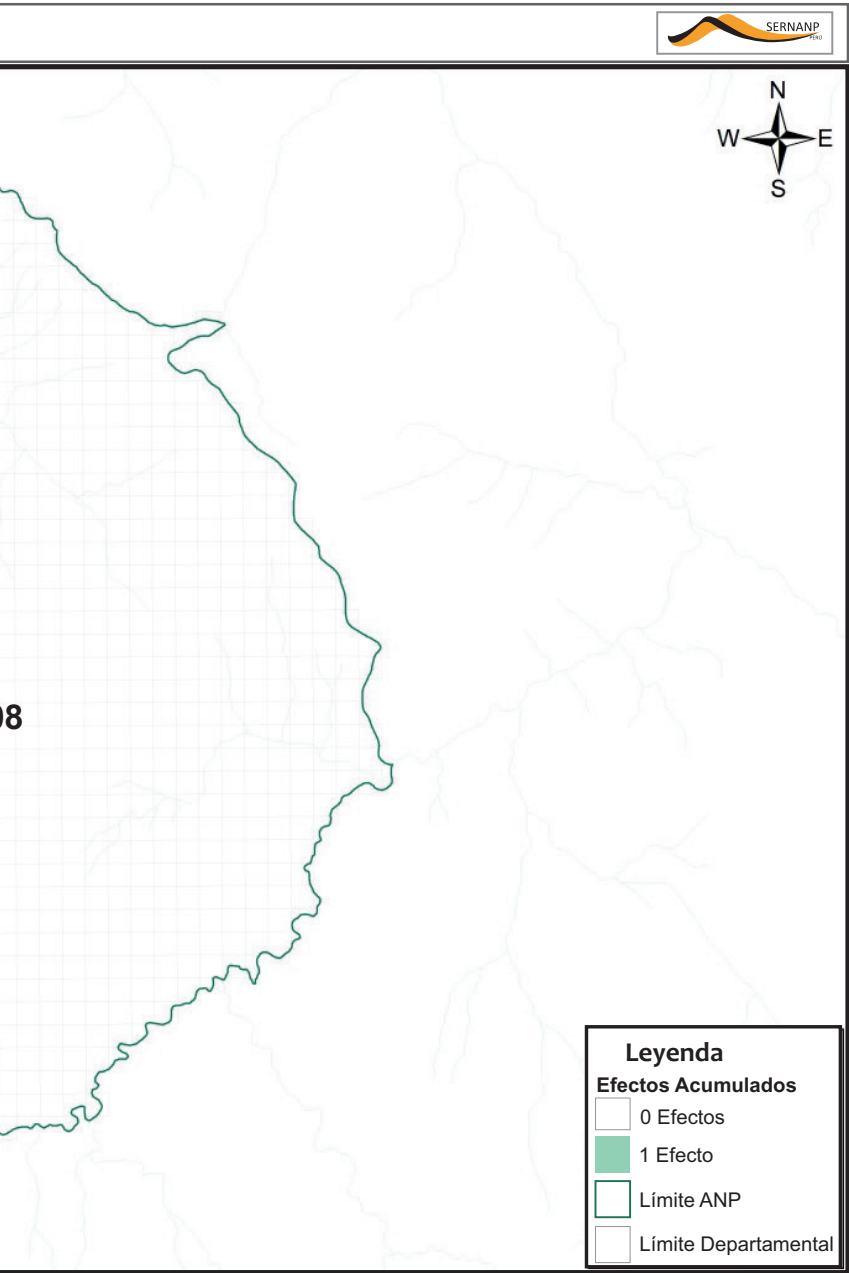 SERNANP
PERÚ
N
W E
S
08
Leyenda
Efectos Acumulados
0 Efectos
1 Efecto
Límite ANP
Límite Departamental